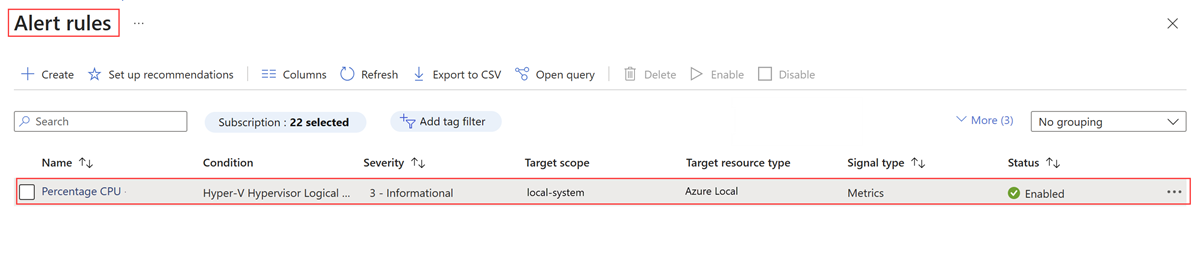 Alert rules ...
Create Set up recommendations Columns Refresh Export to CSV Open query Delete Enable Disable
Search Subscription : 22 selected Add tag filter More (3) No grouping
Name Condition Severity Target scope Target resource type Signal type Status
Percentage CPU Hyper-V Hypervisor Logical ... 3 - Informational local-system Azure Local Metrics Enabled ...